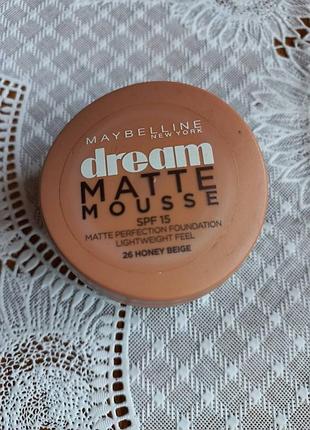 MAYBELLINE
NEW YORK
dream
MATTE
MOUSSE
SPF 15
MATTE PERFECTION FOUNDATION
LIGHTWEIGHT FEEL
26 HONEY BEIGE